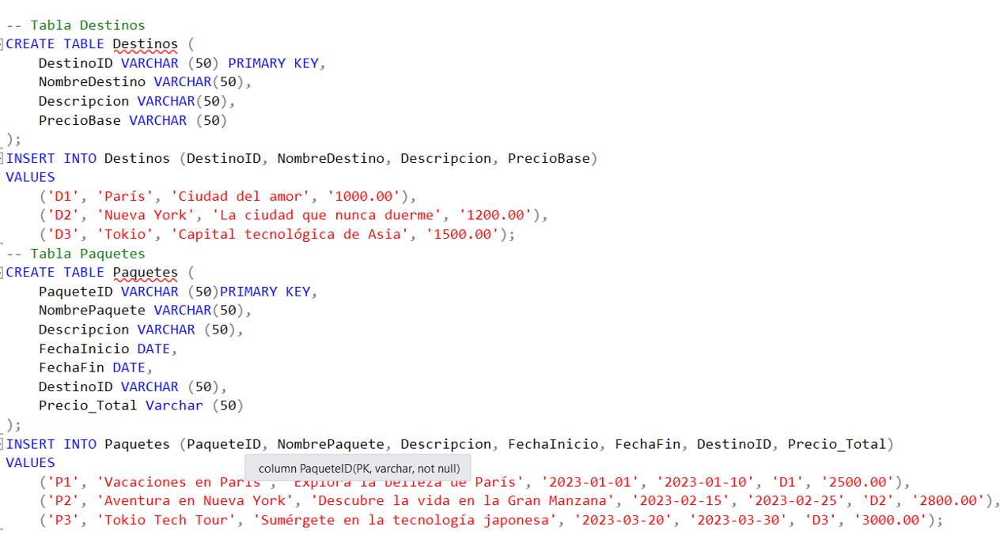 -- Tabla Destinos
CREATE TABLE Destinos (
DestinoID VARCHAR (50) PRIMARY KEY,
NombreDestino VARCHAR(50),
Descripcion VARCHAR(50),
PrecioBase VARCHAR (50)
);
INSERT INTO Destinos (DestinoID, NombreDestino, Descripcion, PrecioBase)
VALUES
('D1', 'París', 'Ciudad del amor', '1000.00'),
('D2', 'Nueva York', 'La ciudad que nunca duerme', '1200.00'),
('D3', 'Tokio', 'Capital tecnológica de Asia', '1500.00');
-- Tabla Paquetes
CREATE TABLE Paquetes (
PaqueteID VARCHAR (50)PRIMARY KEY,
NombrePaquete VARCHAR(50),
Descripcion VARCHAR (50),
FechaInicio DATE,
FechaFin DATE,
DestinoID VARCHAR (50),
Precio_Total Varchar (50)
);
INSERT INTO Paquetes (PaqueteID, NombrePaquete, Descripcion, FechaInicio, FechaFin, DestinoID, Precio_Total)
VALUES
column PaqueteID(PK, varchar, not null)
('P1', 'Vacaciones en París', 'Explora la belleza de París', '2023-01-01', '2023-01-10', 'D1', '2500.00'),
('P2', 'Aventura en Nueva York', 'Descubre la vida en la Gran Manzana', '2023-02-15', '2023-02-25', 'D2', '2800.00'),
('P3', 'Tokio Tech Tour', 'Sumérgete en la tecnología japonesa', '2023-03-20', '2023-03-30', 'D3', '3000.00');